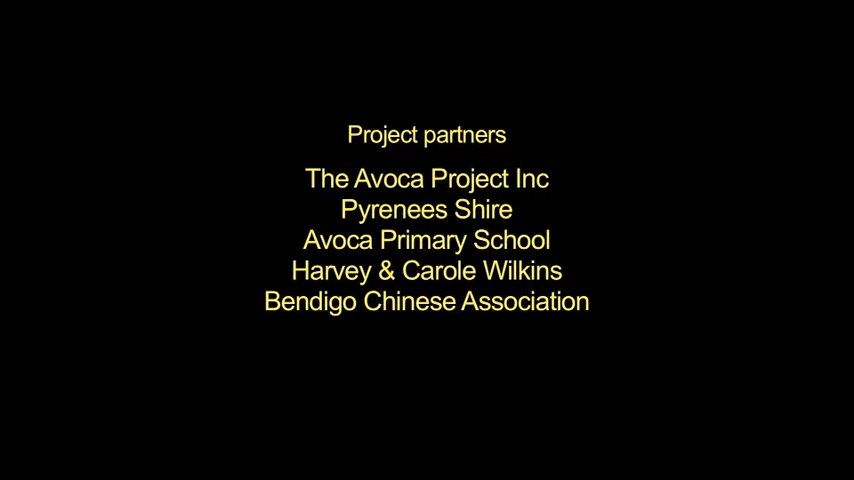 Project partners
The Avoca Project Inc
Pyrenees Shire
Avoca Primary School
Harvey & Carole Wilkins
Bendigo Chinese Association